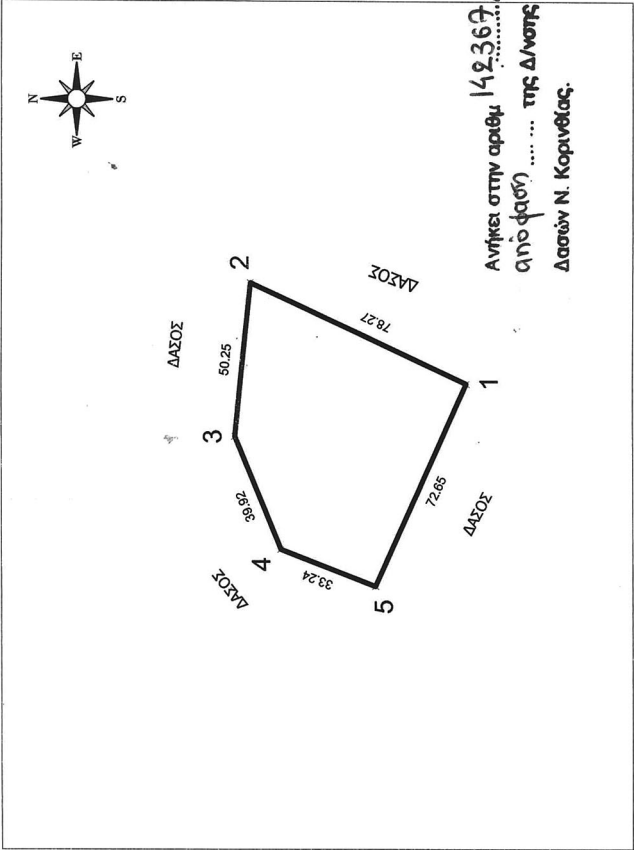 N
W E
S
ΔΑΣΟΣ
50.25
2
3
39.92
4
ΔΑΣΟΣ
33.24
5
72.65
ΔΑΣΟΣ
1
78.27
ΔΑΣΟΣ
Ανήκει στην αριθμ 142367........
απόφαση ........ της Δ/νσης
Δασών Ν. Κορινθίας.